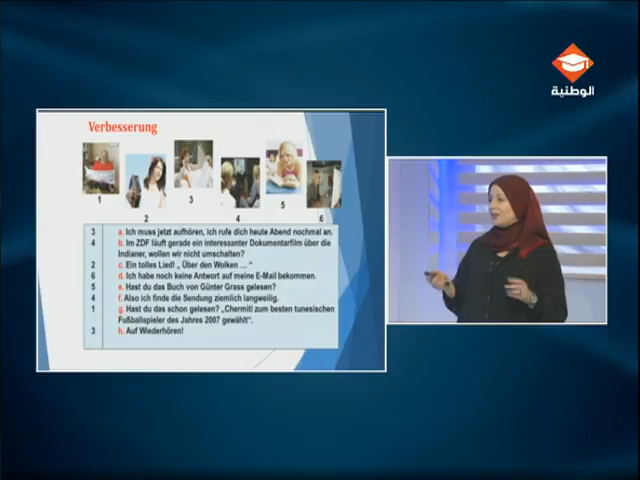 الوطنية
Verbesserung
1 2 3 4 5 6
3 a. Ich muss jetzt aufhören, ich rufe dich heute Abend nochmal an.
4 b. Im ZDF läuft gerade ein interessanter Dokumentarfilm über die
Indianer, wollen wir nicht umschalten?
2 c. Ein tolles Lied! „ Über den Wolken ... “
6 d. Ich habe noch keine Antwort auf meine E-Mail bekommen.
5 e. Hast du das Buch von Günter Grass gelesen?
4 f. Also ich finde die Sendung ziemlich langweilig.
1 g. Hast du das schon gelesen? „Chermiti zum besten tunesischen
Fußballspieler des Jahres 2007 gewählt“.
3 h. Auf Wiederhören!